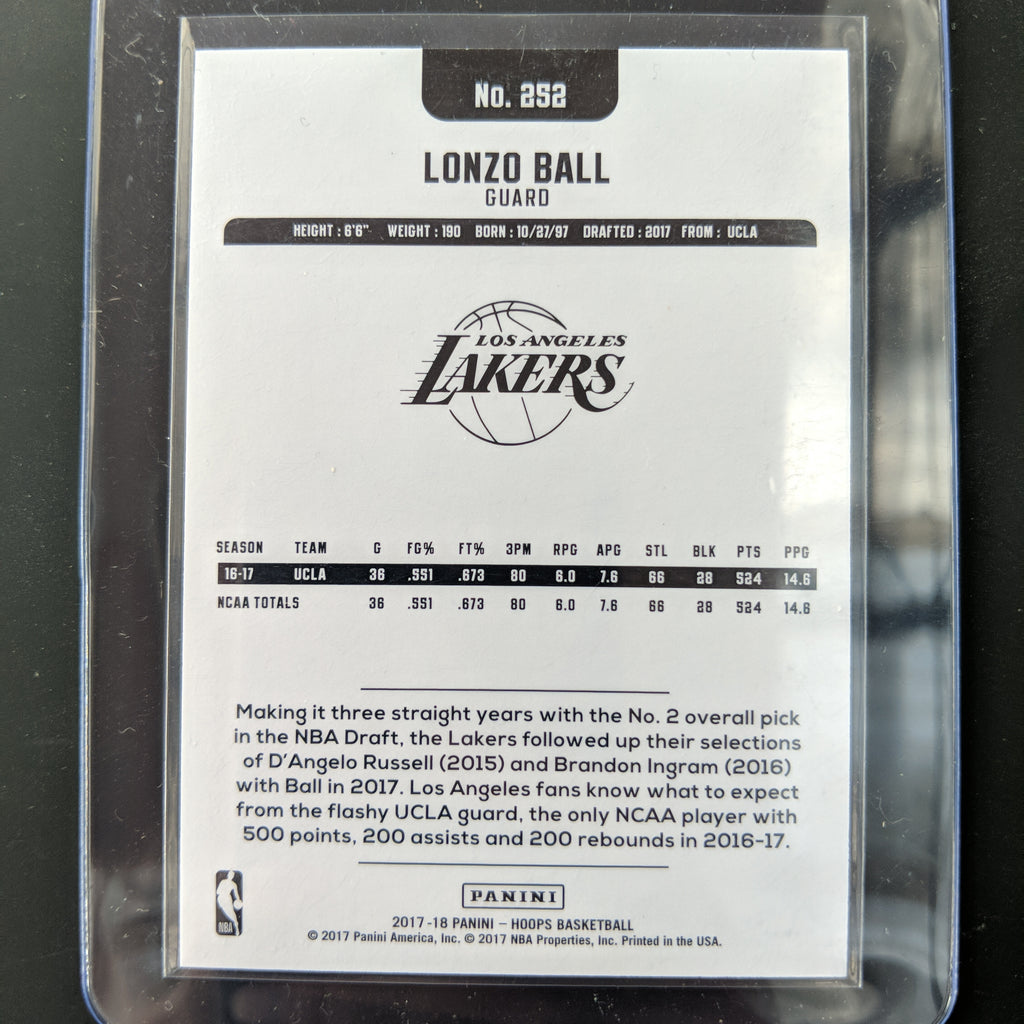 No. 252
LONZO BALL
GUARD
HEIGHT : 6'6" WEIGHT : 190 BORN : 10/27/97 DRAFTED : 2017 FROM : UCLA
LOS ANGELES
LAKERS
SEASON TEAM G FG% FT% 3PM RPG APG STL BLK PTS PPG
16-17 UCLA 36 .551 .673 80 6.0 7.6 66 28 524 14.6
NCAA TOTALS 36 .551 .673 80 6.0 7.6 66 28 524 14.6
Making it three straight years with the No. 2 overall pick
in the NBA Draft, the Lakers followed up their selections
of D'Angelo Russell (2015) and Brandon Ingram (2016)
with Ball in 2017. Los Angeles fans know what to expect
from the flashy UCLA guard, the only NCAA player with
500 points, 200 assists and 200 rebounds in 2016-17.
NBA
PANINI
2017-18 PANINI – HOOPS BASKETBALL
© 2017 Panini America, Inc. © 2017 NBA Properties, Inc. Printed in the USA.